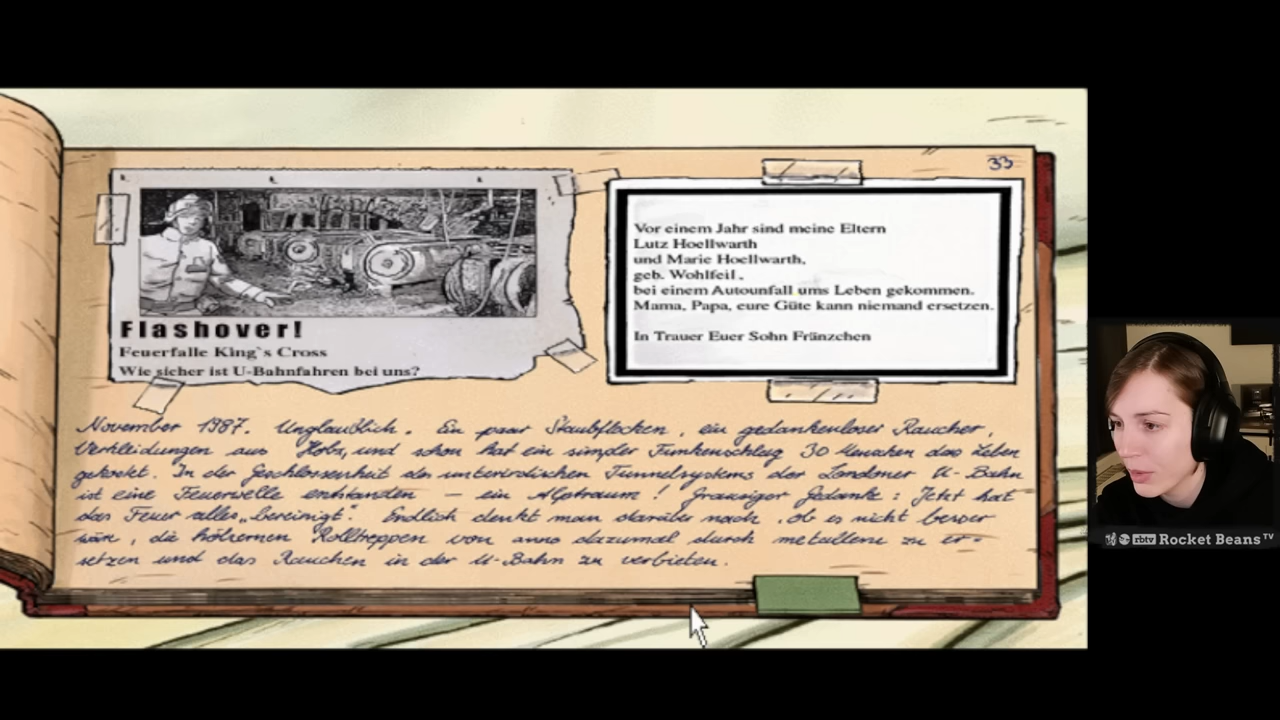 33
Flashover!
Feuerfalle King`s Cross
Wie sicher ist U-Bahnfahren bei uns?
Vor einem Jahr sind meine Eltern
Lutz Hoellwarth
und Marie Hoellwarth,
geb. Wohlfeil,
bei einem Autounfall ums Leben gekommen.
Mama, Papa, eure Güte kann niemand ersetzen.
In Trauer Euer Sohn Fränzchen
November 1987. Unglaublich. Ein paar Staubflocken, ein gedankenloser Raucher,
Verkleidungen aus Holz, und schon hat ein simpler Funkenschlag 30 Menschen das Leben
gekostet. In der Geschlossenheit des unterirdischen Tunnelsystems der Londoner U-Bahn
ist eine Feuerwelle entstanden – ein Alptraum! Grausiger Gedanke: Jetzt hat
das Feuer alles „bereinigt“. Endlich denkt man darüber nach, ob es nicht besser
wäre, die hölzernen Rolltreppen von anno dazumal durch metallene zu er-
setzen und das Rauchen in der U-Bahn zu verbieten.
rbtv Rocket Beans TV